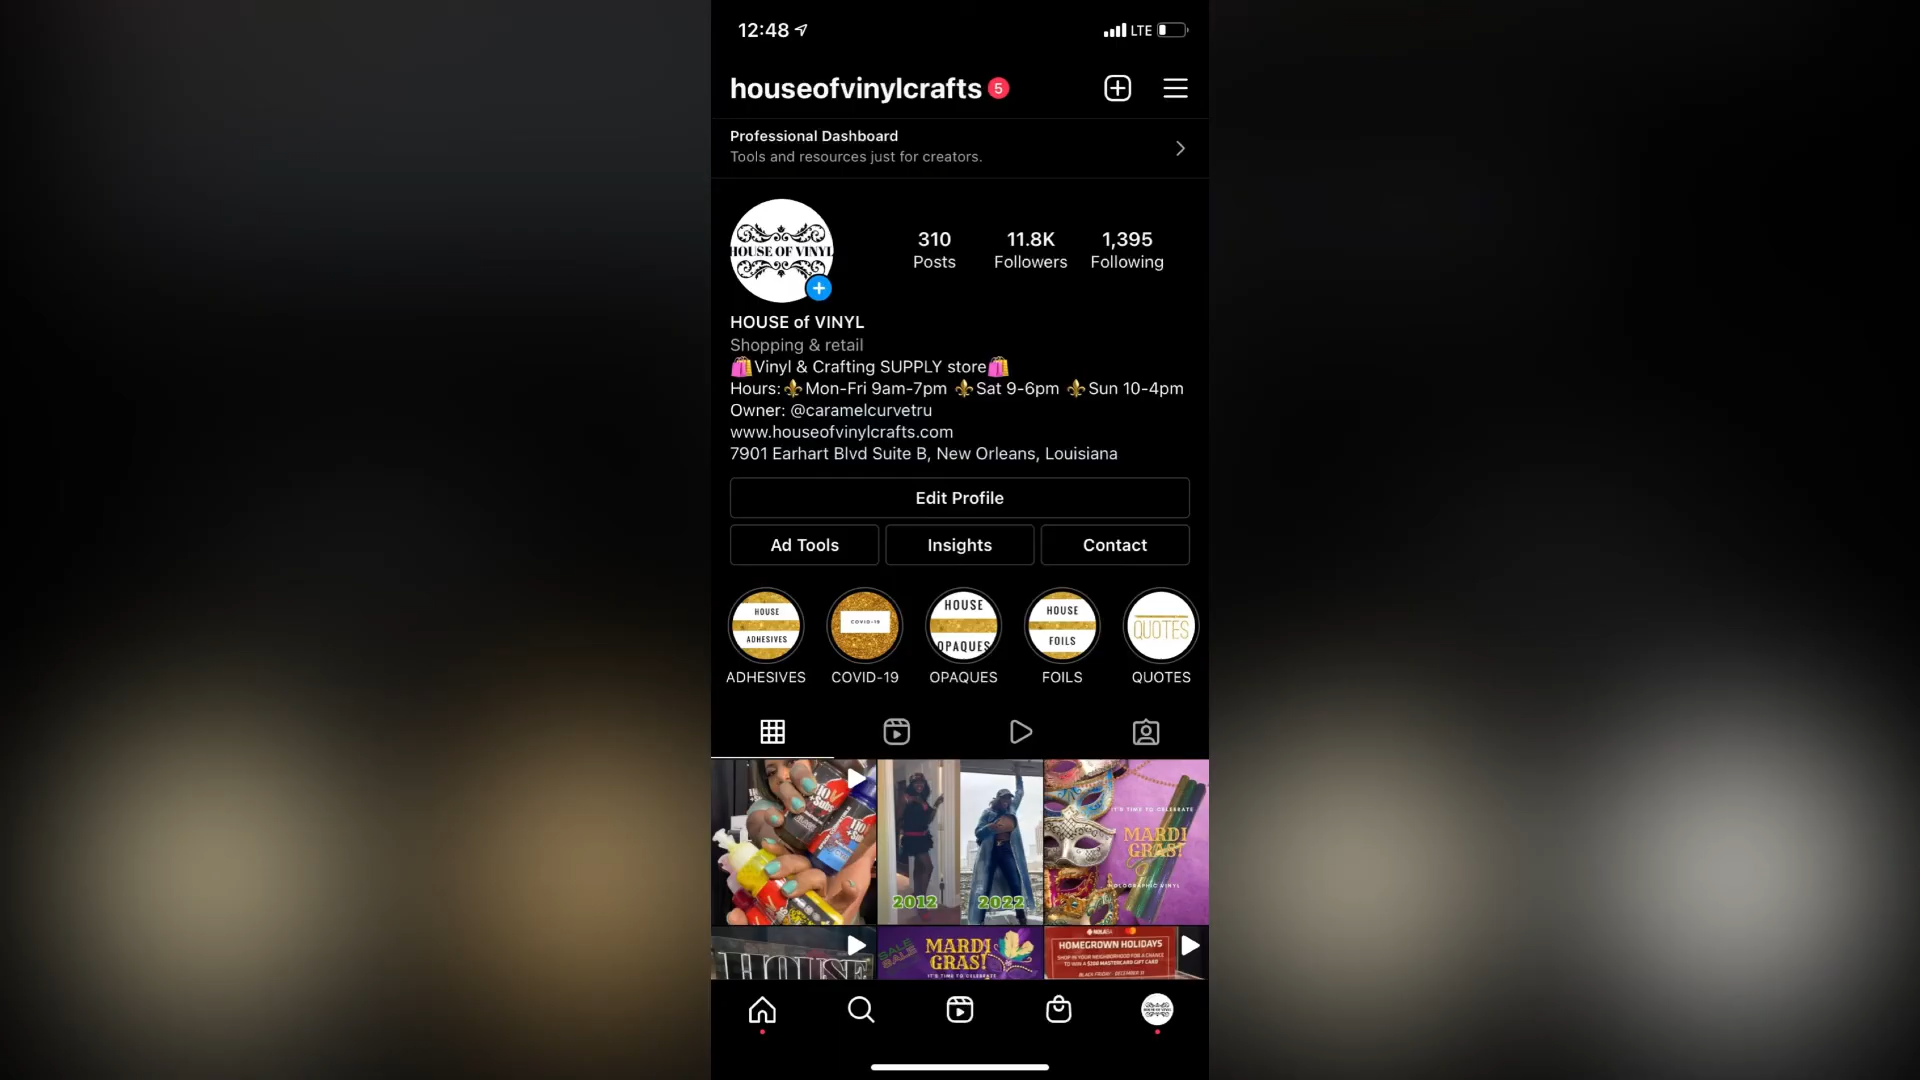 12:48
LTE
houseofvinylcrafts 5
Professional Dashboard
Tools and resources just for creators.
HOUSE OF VINYL
310 11.8K 1,395
Posts Followers Following
HOUSE of VINYL
Shopping & retail
🛍️Vinyl & Crafting SUPPLY store🛍️
Hours:⚜️Mon-Fri 9am-7pm ⚜️Sat 9-6pm ⚜️Sun 10-4pm
Owner: @caramelcurvetru
www.houseofvinylcrafts.com
7901 Earhart Blvd Suite B, New Orleans, Louisiana
Edit Profile
Ad Tools Insights Contact
HOUSE
ADHESIVES
COVID-19
HOUSE
OPAQUES
HOUSE
FOILS
QUOTES
ADHESIVES COVID-19 OPAQUES FOILS QUOTES
2012 2022
IT'S TIME TO CELEBRATE
MARDI
GRAS!
HOLOGRAPHIC VINYL
HOUSE
SALE
SALE
MARDI
GRAS!
IT'S TIME TO CELEBRATE
HOMEGROWN HOLIDAYS
SHOP IN YOUR NEIGHBORHOOD FOR A CHANCE
TO WIN A $200 MASTERCARD GIFT CARD
BLACK FRIDAY - DECEMBER 31